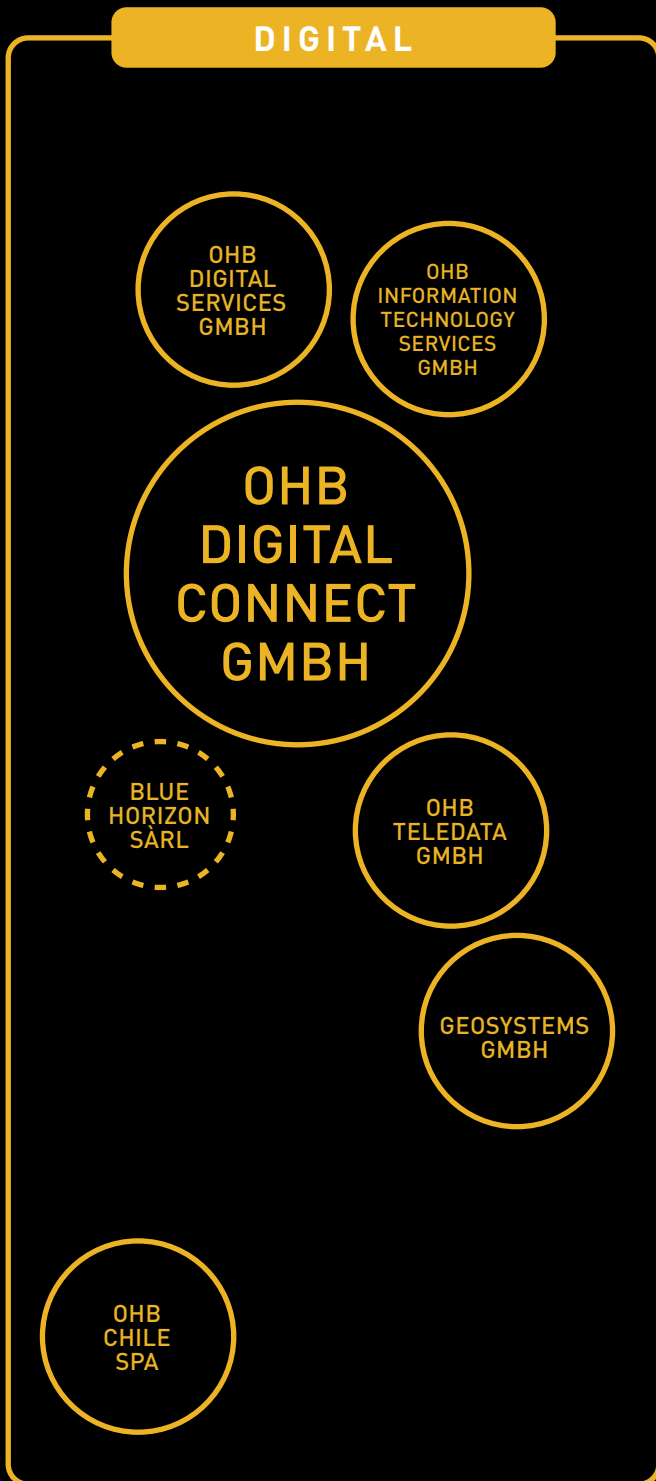 DIGITAL
OHB
DIGITAL
SERVICES
GMBH
OHB
INFORMATION
TECHNOLOGY
SERVICES
GMBH
OHB
DIGITAL
CONNECT
GMBH
BLUE
HORIZON
SÀRL
OHB
TELEDATA
GMBH
GEOSYSTEMS
GMBH
OHB
CHILE
SPA